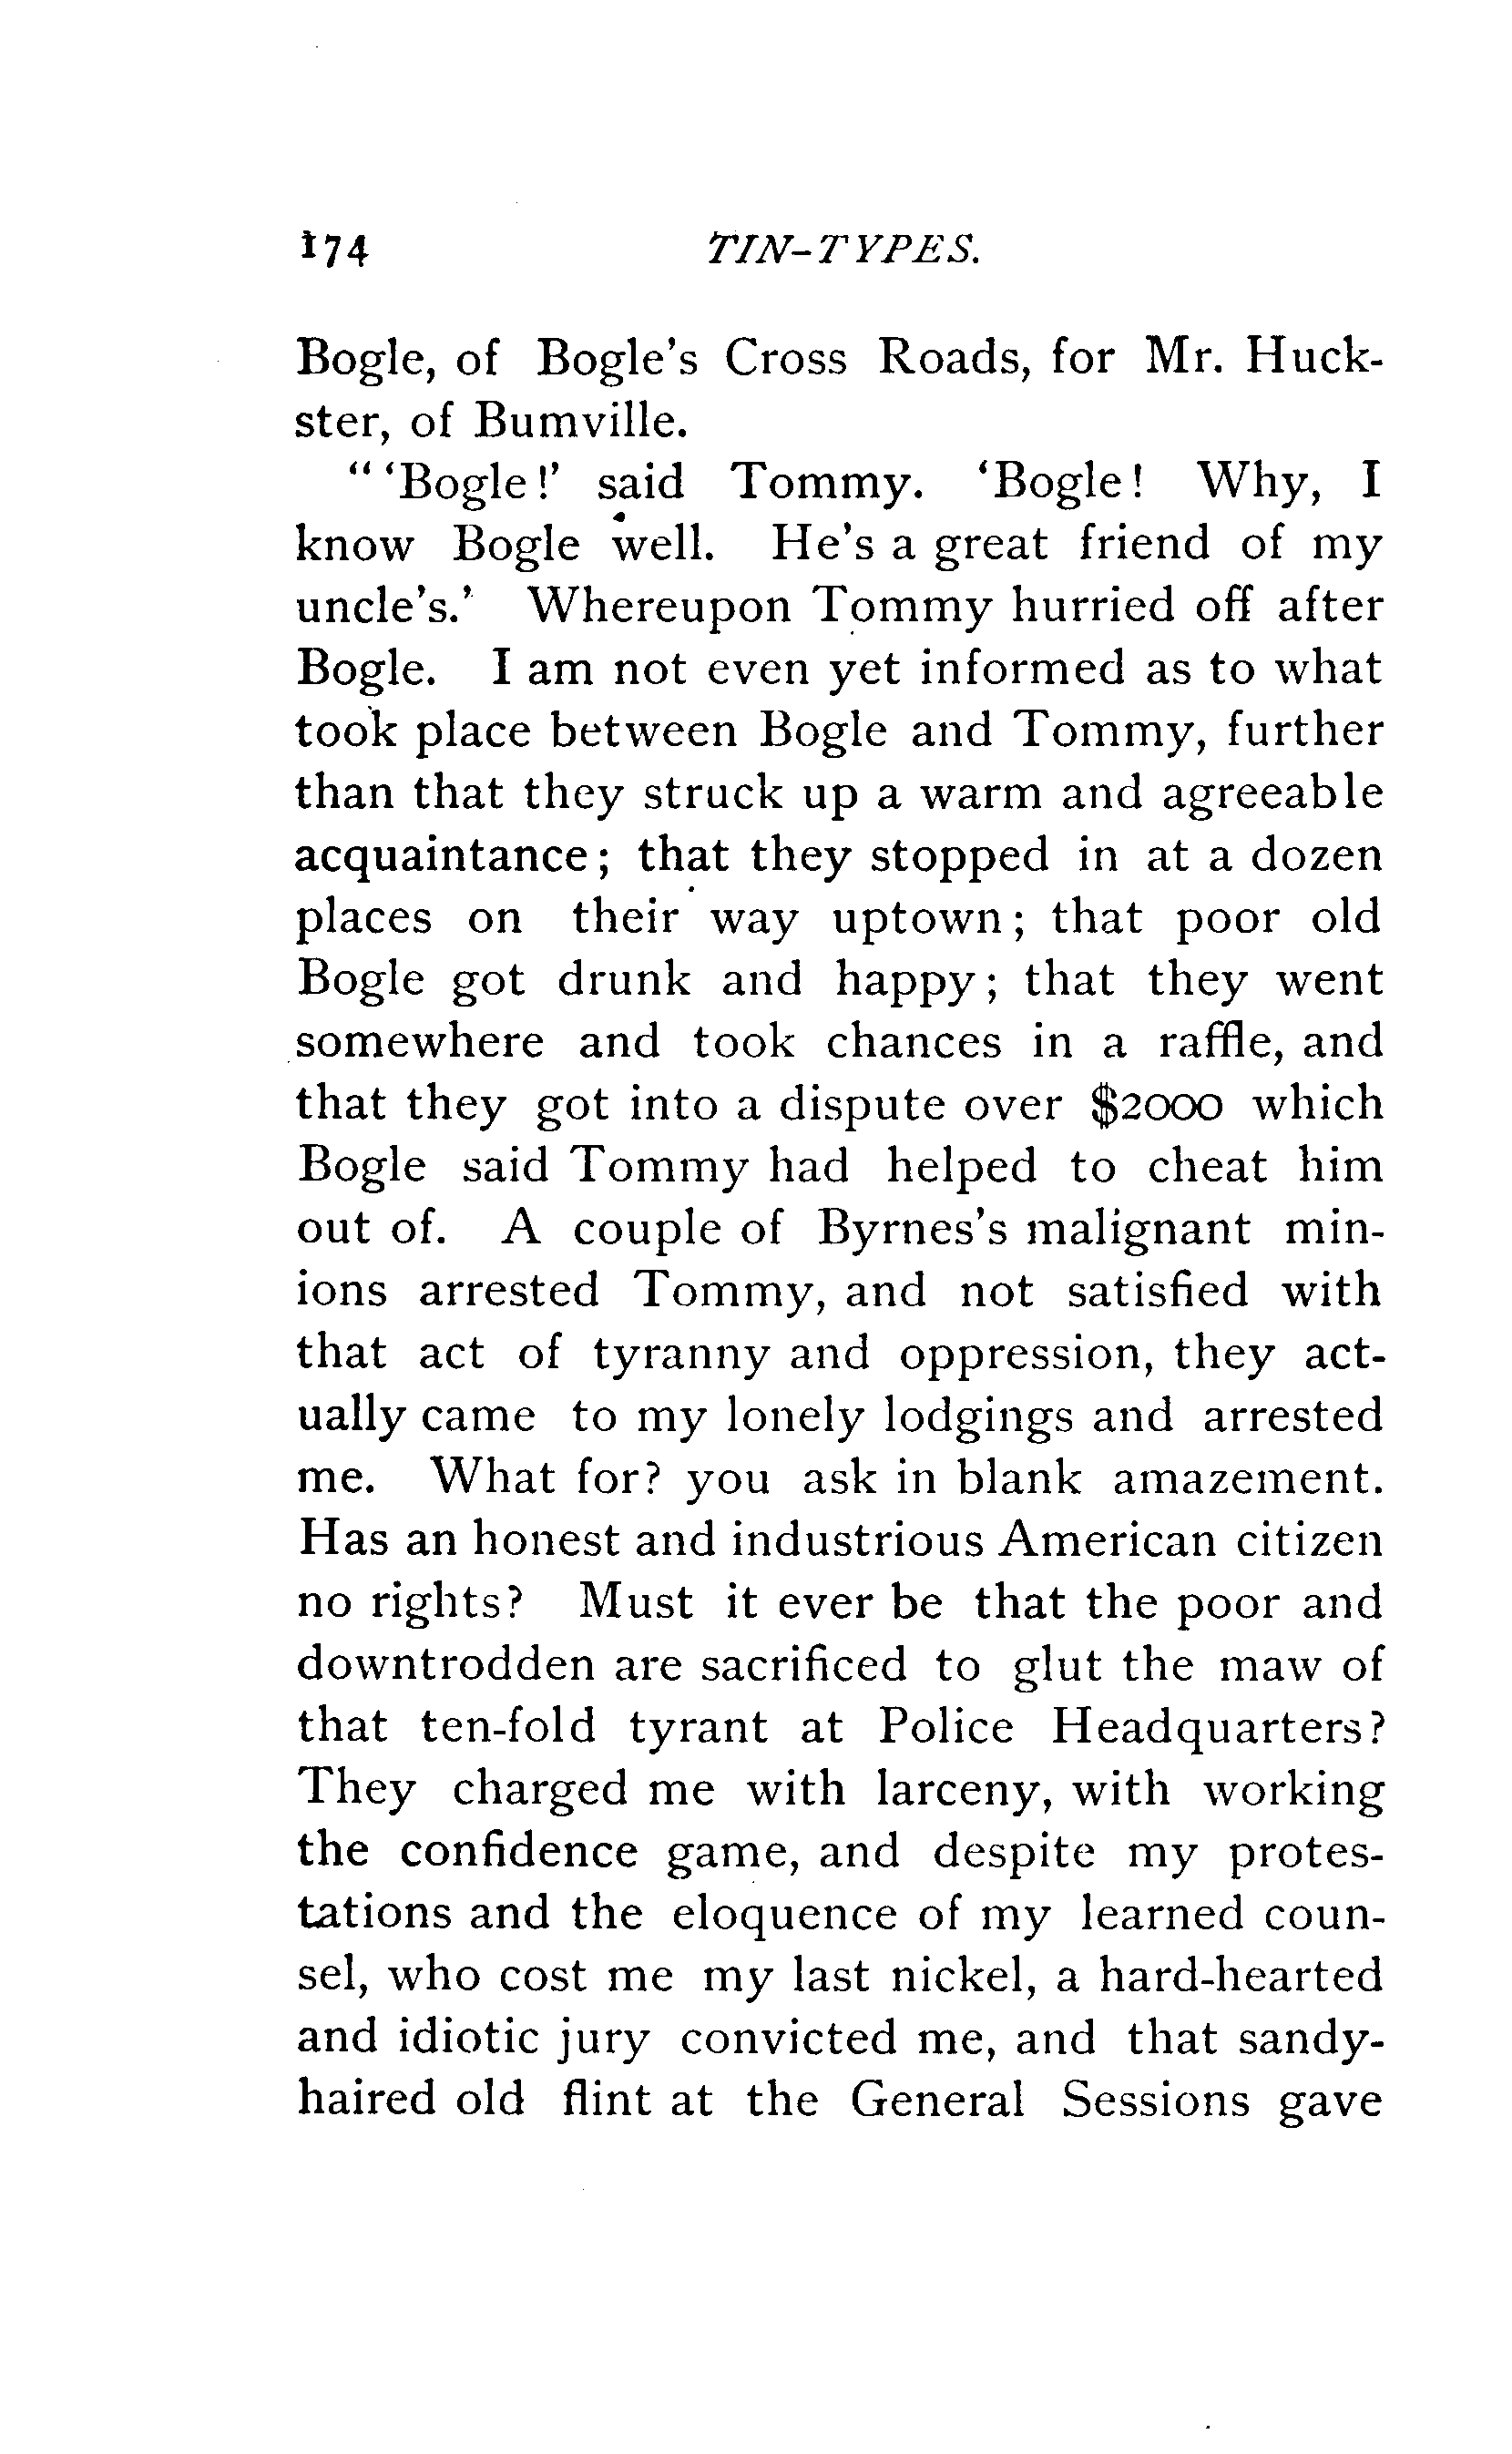 174 TIN-TYPES.
Bogle, of Bogle's Cross Roads, for Mr. Huck-
ster, of Bumville.
"'Bogle!' said Tommy. 'Bogle! Why, I
know Bogle well. He's a great friend of my
uncle's.' Whereupon Tommy hurried off after
Bogle. I am not even yet informed as to what
took place between Bogle and Tommy, further
than that they struck up a warm and agreeable
acquaintance; that they stopped in at a dozen
places on their way uptown; that poor old
Bogle got drunk and happy; that they went
somewhere and took chances in a raffle, and
that they got into a dispute over $2000 which
Bogle said Tommy had helped to cheat him
out of. A couple of Byrnes's malignant min-
ions arrested Tommy, and not satisfied with
that act of tyranny and oppression, they act-
ually came to my lonely lodgings and arrested
me. What for? you ask in blank amazement.
Has an honest and industrious American citizen
no rights? Must it ever be that the poor and
downtrodden are sacrificed to glut the maw of
that ten-fold tyrant at Police Headquarters?
They charged me with larceny, with working
the confidence game, and despite my protes-
tations and the eloquence of my learned coun-
sel, who cost me my last nickel, a hard-hearted
and idiotic jury convicted me, and that sandy-
haired old flint at the General Sessions gave